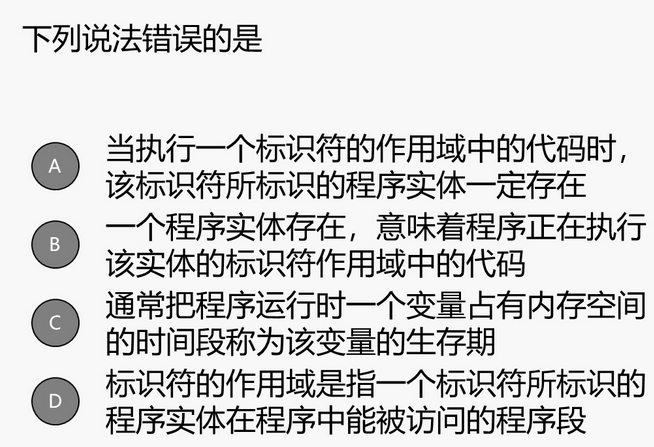 下列说法错误的是
A 当执行一个标识符的作用域中的代码时，
该标识符所标识的程序实体一定存在
B 一个程序实体存在，意味着程序正在执行
该实体的标识符作用域中的代码
C 通常把程序运行时一个变量占有内存空间
的时间段称为该变量的生存期
D 标识符的作用域是指一个标识符所标识的
程序实体在程序中能被访问的程序段